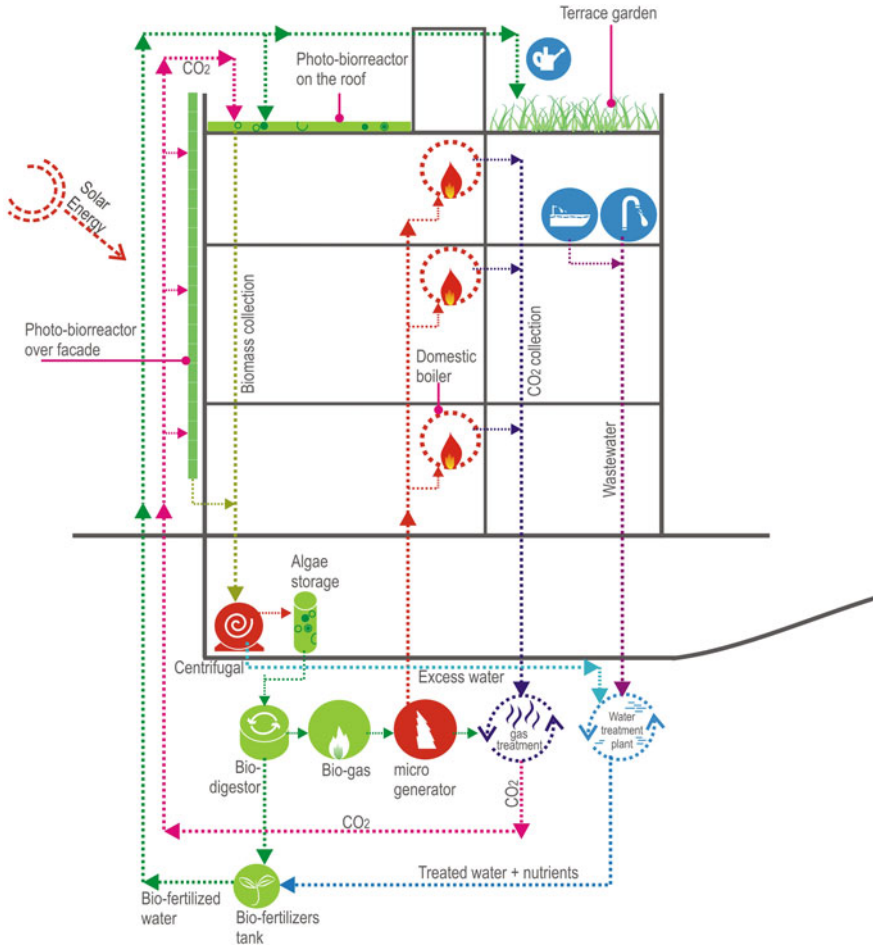 Terrace garden
CO2
Photo-biorreactor
on the roof
Solar
Energy
Photo-biorreactor
over facade
Biomass collection
Domestic
boiler
CO2 collection
Wastewater
Algae
storage
Centrifugal
Excess water
Bio-
digestor
Bio-gas
micro
generator
gas
treatment
Water
treatment
plant
CO2
CO2
Treated water + nutrients
Bio-fertilized
water
Bio-fertilizers
tank